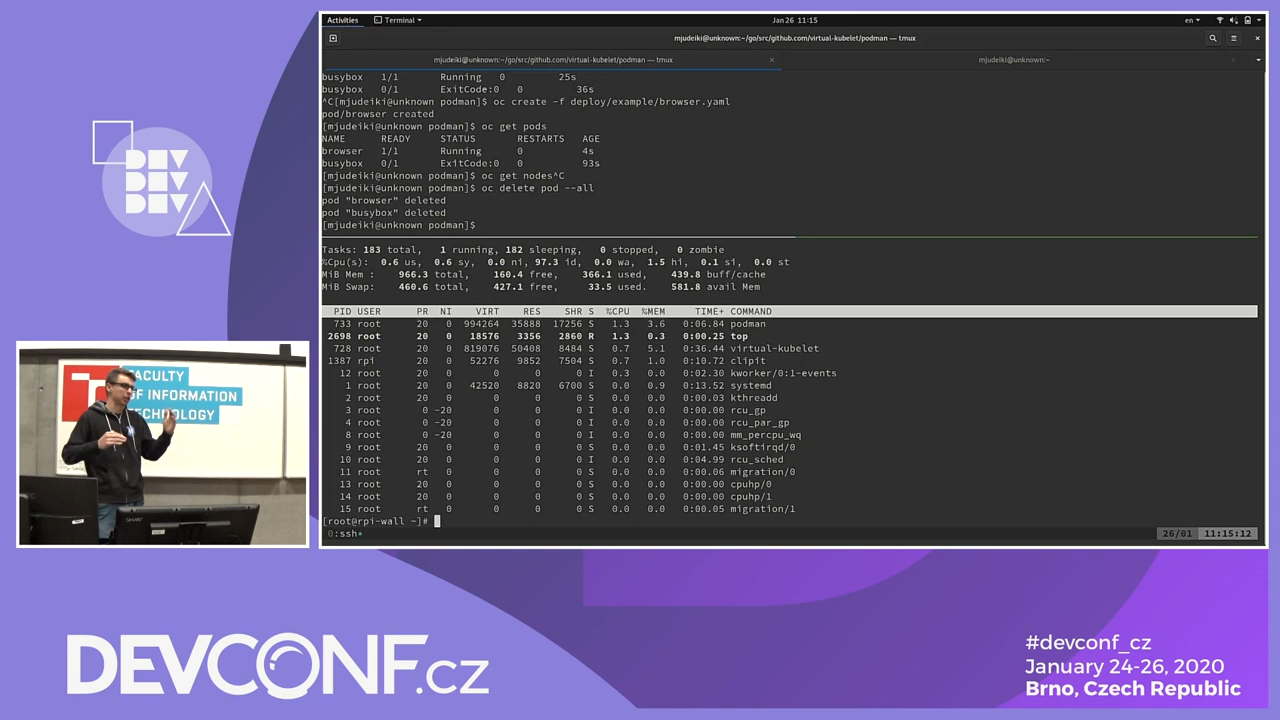 Activities Terminal Jan 26 11:15 en
mjudeiki@unknown:~/go/src/github.com/virtual-kubelet/podman — tmux
mjudeiki@unknown:~/go/src/github.com/virtual-kubelet/podman — tmux mjudeiki@unknown:~
busybox 1/1 Running 0 25s
busybox 0/1 ExitCode:0 0 36s
^C[mjudeiki@unknown podman]$ oc create -f deploy/example/browser.yaml
pod/browser created
[mjudeiki@unknown podman]$ oc get pods
NAME READY STATUS RESTARTS AGE
browser 1/1 Running 0 4s
busybox 0/1 ExitCode:0 0 93s
[mjudeiki@unknown podman]$ oc get nodes^C
[mjudeiki@unknown podman]$ oc delete pod --all
pod "browser" deleted
pod "busybox" deleted
[mjudeiki@unknown podman]$
Tasks: 183 total, 1 running, 182 sleeping, 0 stopped, 0 zombie
%Cpu(s): 0.6 us, 0.6 sy, 0.0 ni, 97.3 id, 0.0 wa, 1.5 hi, 0.1 si, 0.0 st
MiB Mem : 966.3 total, 160.4 free, 366.1 used, 439.8 buff/cache
MiB Swap: 460.6 total, 427.1 free, 33.5 used. 581.8 avail Mem
PID USER PR NI VIRT RES SHR S %CPU %MEM TIME+ COMMAND
733 root 20 0 994264 35888 17256 S 1.3 3.6 0:06.84 podman
2698 root 20 0 18576 3356 2860 R 1.3 0.3 0:00.25 top
728 root 20 0 819076 50408 8484 S 0.7 5.1 0:36.44 virtual-kubelet
1387 rpi 20 0 52276 9852 7504 S 0.7 1.0 0:10.72 clipit
12 root 20 0 0 0 0 I 0.3 0.0 0:02.30 kworker/0:1-events
1 root 20 0 42520 8820 6700 S 0.0 0.9 0:13.52 systemd
2 root 20 0 0 0 0 S 0.0 0.0 0:00.03 kthreadd
3 root 0 -20 0 0 0 I 0.0 0.0 0:00.00 rcu_gp
4 root 0 -20 0 0 0 I 0.0 0.0 0:00.00 rcu_par_gp
8 root 0 -20 0 0 0 I 0.0 0.0 0:00.00 mm_percpu_wq
9 root 20 0 0 0 0 S 0.0 0.0 0:01.45 ksoftirqd/0
10 root 20 0 0 0 0 I 0.0 0.0 0:04.99 rcu_sched
11 root rt 0 0 0 0 S 0.0 0.0 0:00.06 migration/0
13 root 20 0 0 0 0 S 0.0 0.0 0:00.00 cpuhp/0
14 root 20 0 0 0 0 S 0.0 0.0 0:00.00 cpuhp/1
15 root rt 0 0 0 0 S 0.0 0.0 0:00.05 migration/1
[root@rpi-wall ~]#
0:ssh* 26/01 11:15:12
DEV
DEV
DEV
FACULTY
OF INFORMATION
TECHNOLOGY
DEVCONF.cz
#devconf_cz
January 24-26, 2020
Brno, Czech Republic